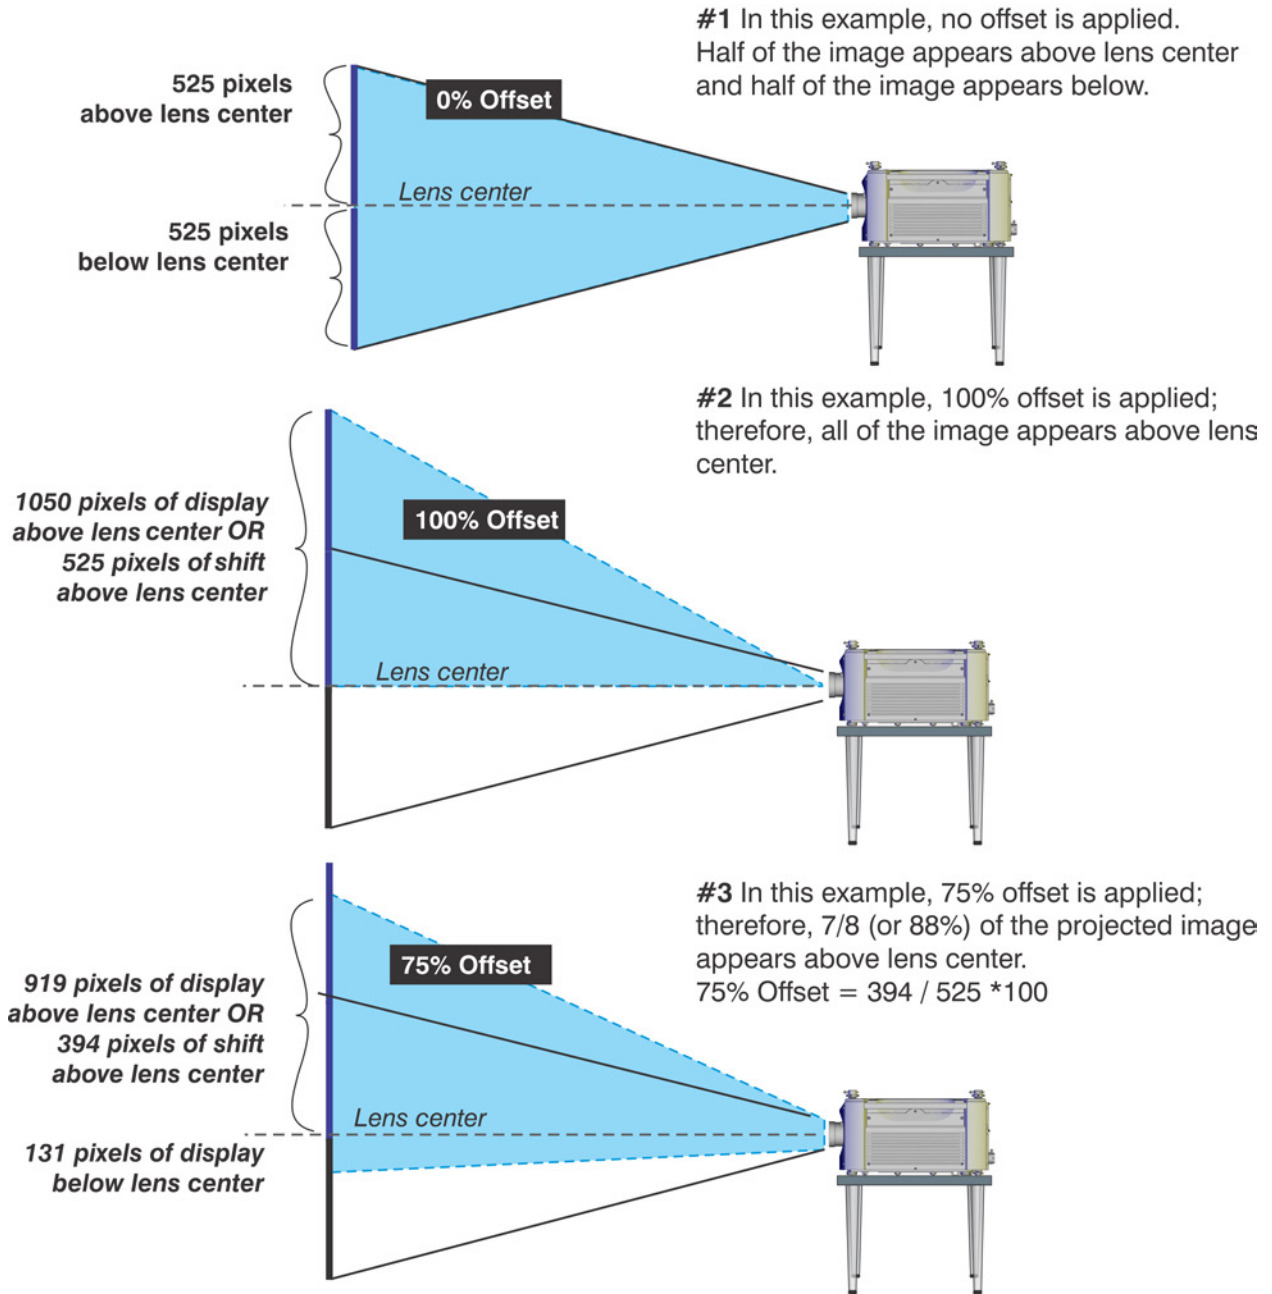 #1 In this example, no offset is applied.
Half of the image appears above lens center
and half of the image appears below.
525 pixels
above lens center
0% Offset
Lens center
525 pixels
below lens center
#2 In this example, 100% offset is applied;
therefore, all of the image appears above lens
center.
1050 pixels of display
above lens center OR
525 pixels of shift
above lens center
100% Offset
Lens center
#3 In this example, 75% offset is applied;
therefore, 7/8 (or 88%) of the projected image
appears above lens center.
75% Offset = 394 / 525 *100
75% Offset
919 pixels of display
above lens center OR
394 pixels of shift
above lens center
Lens center
131 pixels of display
below lens center